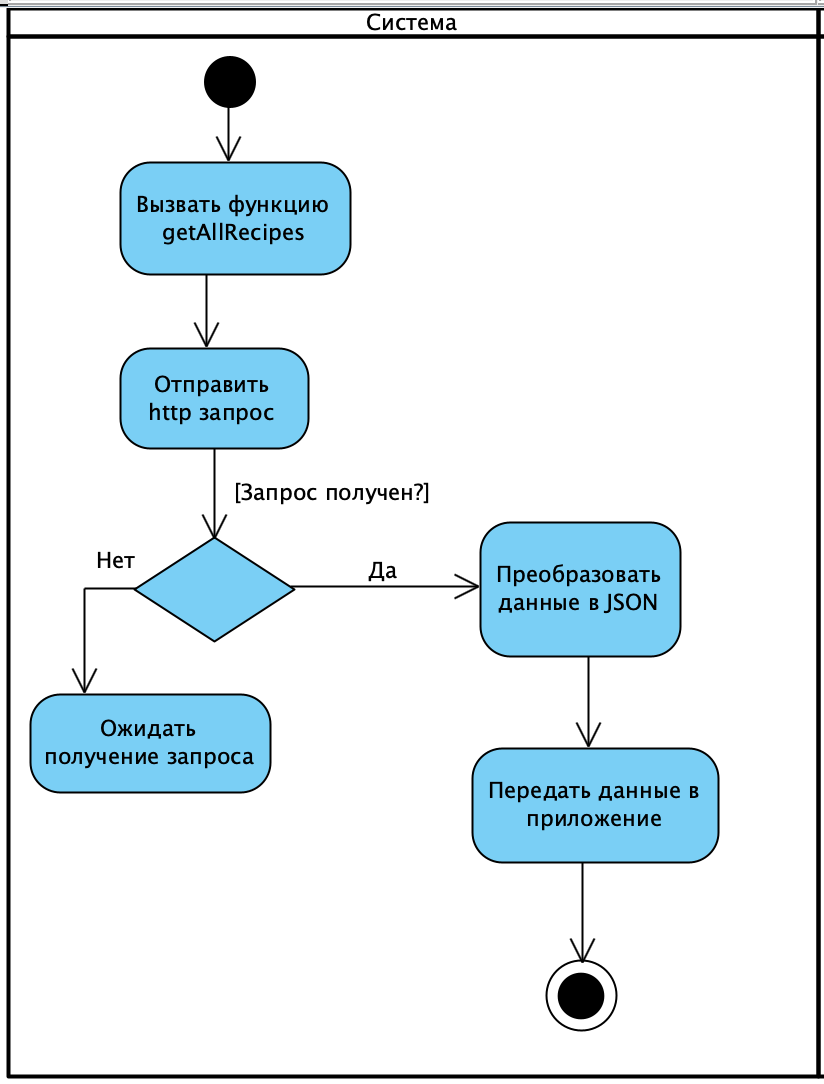 Система
Вызвать функцию
getAllRecipes
Отправить
http запрос
[Запрос получен?]
Нет
Да
Преобразовать
данные в JSON
Ожидать
получение запроса
Передать данные в
приложение